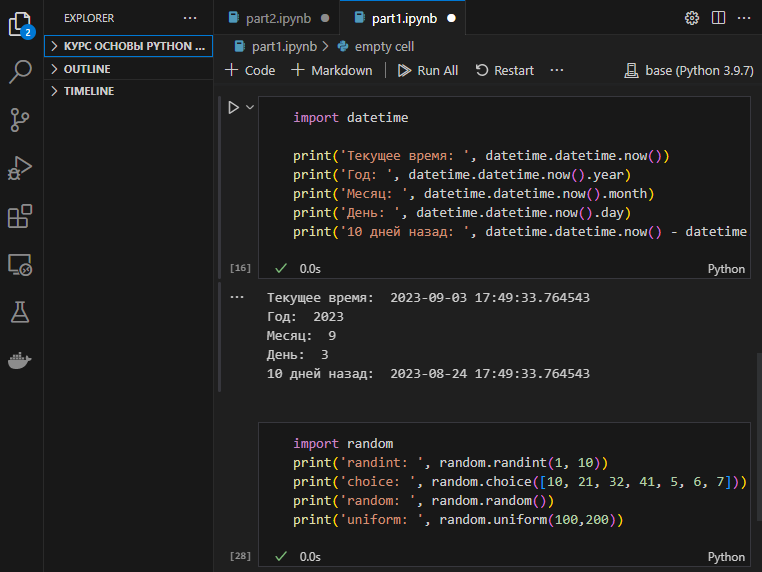 EXPLORER ···
part2.ipynb
part1.ipynb
···
2
КУРС ОСНОВЫ PYTHON ...
OUTLINE
TIMELINE
part1.ipynb > empty cell
+ Code + Markdown Run All Restart ··· base (Python 3.9.7)
import datetime
print('Текущее время: ', datetime.datetime.now())
print('Год: ', datetime.datetime.now().year)
print('Месяц: ', datetime.datetime.now().month)
print('День: ', datetime.datetime.now().day)
print('10 дней назад: ', datetime.datetime.now() - datetime
[16] ✓ 0.0s Python
··· Текущее время:  2023-09-03 17:49:33.764543
Год:  2023
Месяц:  9
День:  3
10 дней назад:  2023-08-24 17:49:33.764543
import random
print('randint: ', random.randint(1, 10))
print('choice: ', random.choice([10, 21, 32, 41, 5, 6, 7]))
print('random: ', random.random())
print('uniform: ', random.uniform(100,200))
[28] ✓ 0.0s Python